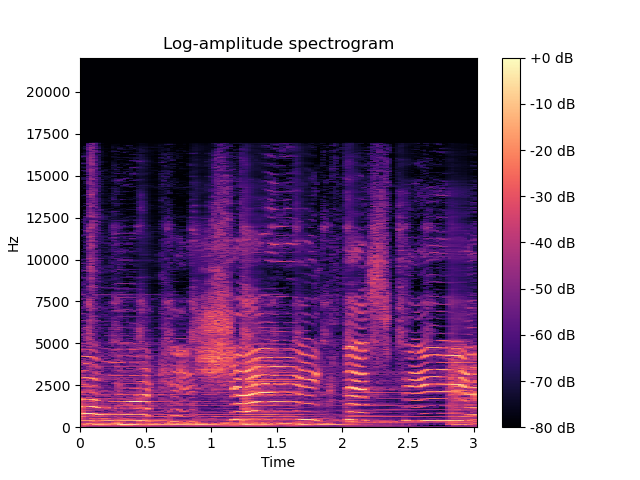 Log-amplitude spectrogram
Hz
20000
17500
15000
12500
10000
7500
5000
2500
0
0 0.5 1 1.5 2 2.5 3
Time
+0 dB
-10 dB
-20 dB
-30 dB
-40 dB
-50 dB
-60 dB
-70 dB
-80 dB